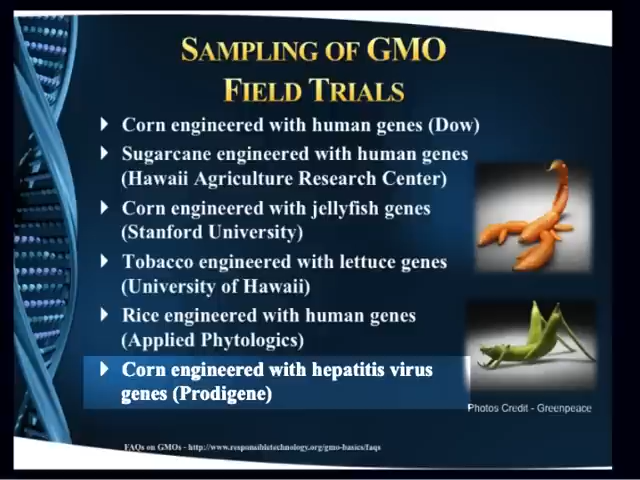 SAMPLING OF GMO
FIELD TRIALS
Corn engineered with human genes (Dow)
Sugarcane engineered with human genes
(Hawaii Agriculture Research Center)
Corn engineered with jellyfish genes
(Stanford University)
Tobacco engineered with lettuce genes
(University of Hawaii)
Rice engineered with human genes
(Applied Phytologics)
Corn engineered with hepatitis virus
genes (Prodigene)
Photos Credit - Greenpeace
FAQs on GMOs - http://www.responsibletechnology.org/gmo-basics/faqs